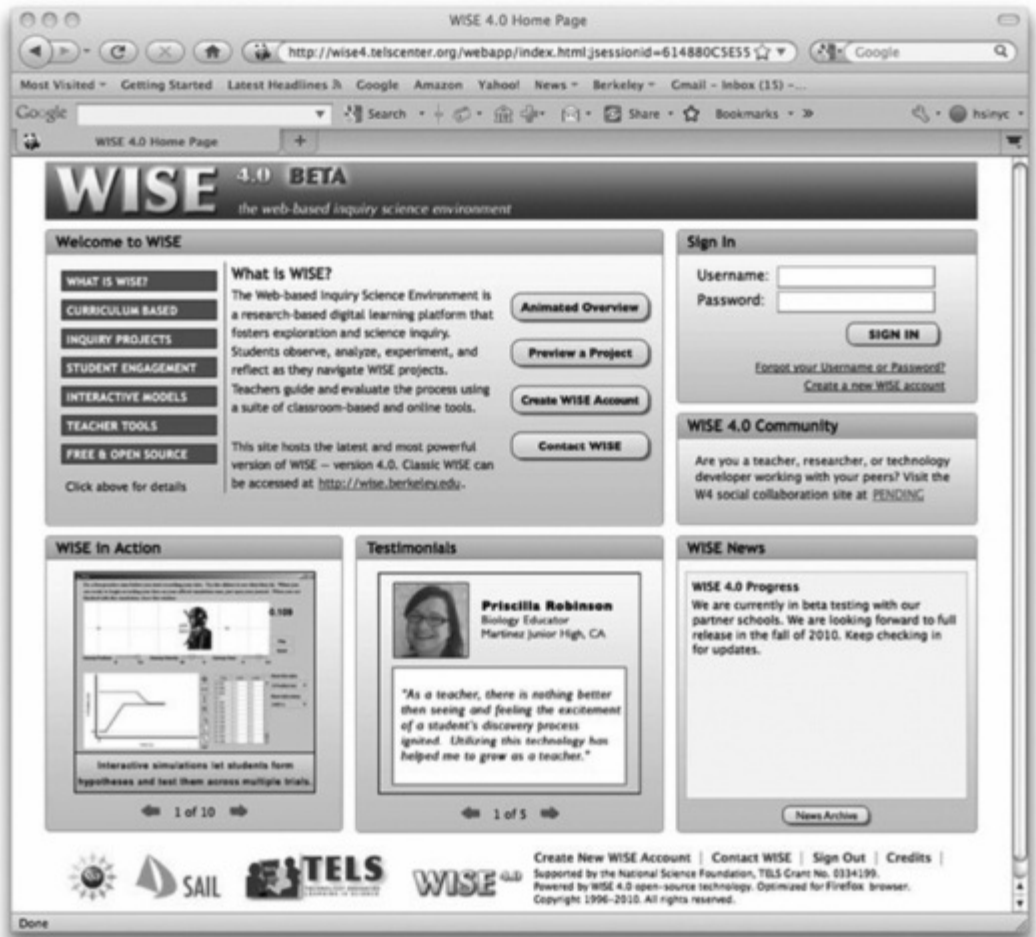 WISE 4.0 Home Page
http://wise4.telscenter.org/webapp/index.html;jsessionid=614880C5E55
Google
Most Visited Getting Started Latest Headlines Google Amazon Yahoo! News Berkeley Gmail - Inbox (15) -...
Google Search Share Bookmarks » hsinyc
WISE 4.0 Home Page +
WISE 4.0 BETA
the web-based inquiry science environment
Welcome to WISE
WHAT IS WISE?
CURRICULUM BASED
INQUIRY PROJECTS
STUDENT ENGAGEMENT
INTERACTIVE MODELS
TEACHER TOOLS
FREE & OPEN SOURCE
Click above for details
What is WISE?
The Web-based Inquiry Science Environment is
a research-based digital learning platform that
fosters exploration and science inquiry.
Students observe, analyze, experiment, and
reflect as they navigate WISE projects.
Teachers guide and evaluate the process using
a suite of classroom-based and online tools.
This site hosts the latest and most powerful
version of WISE -- version 4.0. Classic WISE can
be accessed at http://wise.berkeley.edu.
Animated Overview
Preview a Project
Create WISE Account
Contact WISE
Sign In
Username:
Password:
SIGN IN
Forgot your Username or Password?
Create a new WISE account
WISE 4.0 Community
Are you a teacher, researcher, or technology
developer working with your peers? Visit the
W4 social collaboration site at PENDING
WISE in Action
0.109
Interactive simulations let students form
hypotheses and test them across multiple trials.
1 of 10
Testimonials
Priscilla Robinson
Biology Educator
Martinez Junior High, CA
"As a teacher, there is nothing better
then seeing and feeling the excitement
of a student's discovery process
ignited. Utilizing this technology has
helped me to grow as a teacher."
1 of 5
WISE News
WISE 4.0 Progress
We are currently in beta testing with our
partner schools. We are looking forward to full
release in the fall of 2010. Keep checking in
for updates.
News Archive
SAIL
TELS
WISE 4.0
Create New WISE Account | Contact WISE | Sign Out | Credits |
Supported by the National Science Foundation, TELS Grant No. 0334199.
Powered by WISE 4.0 open-source technology. Optimized for Firefox browser.
Copyright 1996-2010. All rights reserved.
Done